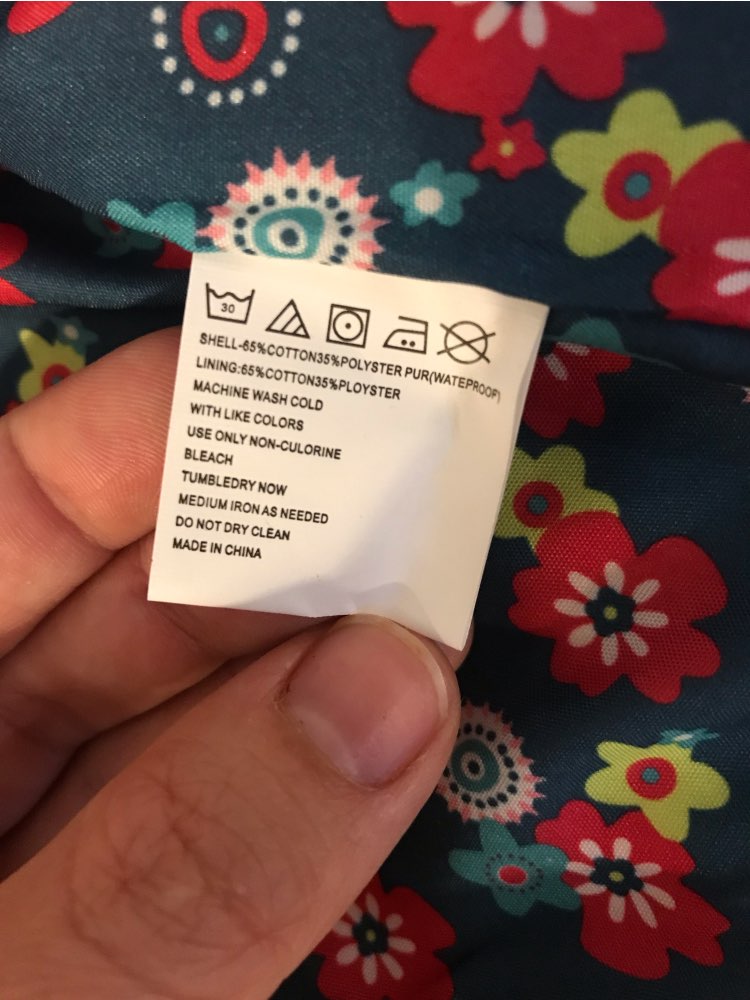 30
SHELL-65%COTTON35%POLYSTER PUR(WATEPROOF)
LINING:65%COTTON35%PLOYSTER
MACHINE WASH COLD
WITH LIKE COLORS
USE ONLY NON-CULORINE
BLEACH
TUMBLEDRY NOW
MEDIUM IRON AS NEEDED
DO NOT DRY CLEAN
MADE IN CHINA